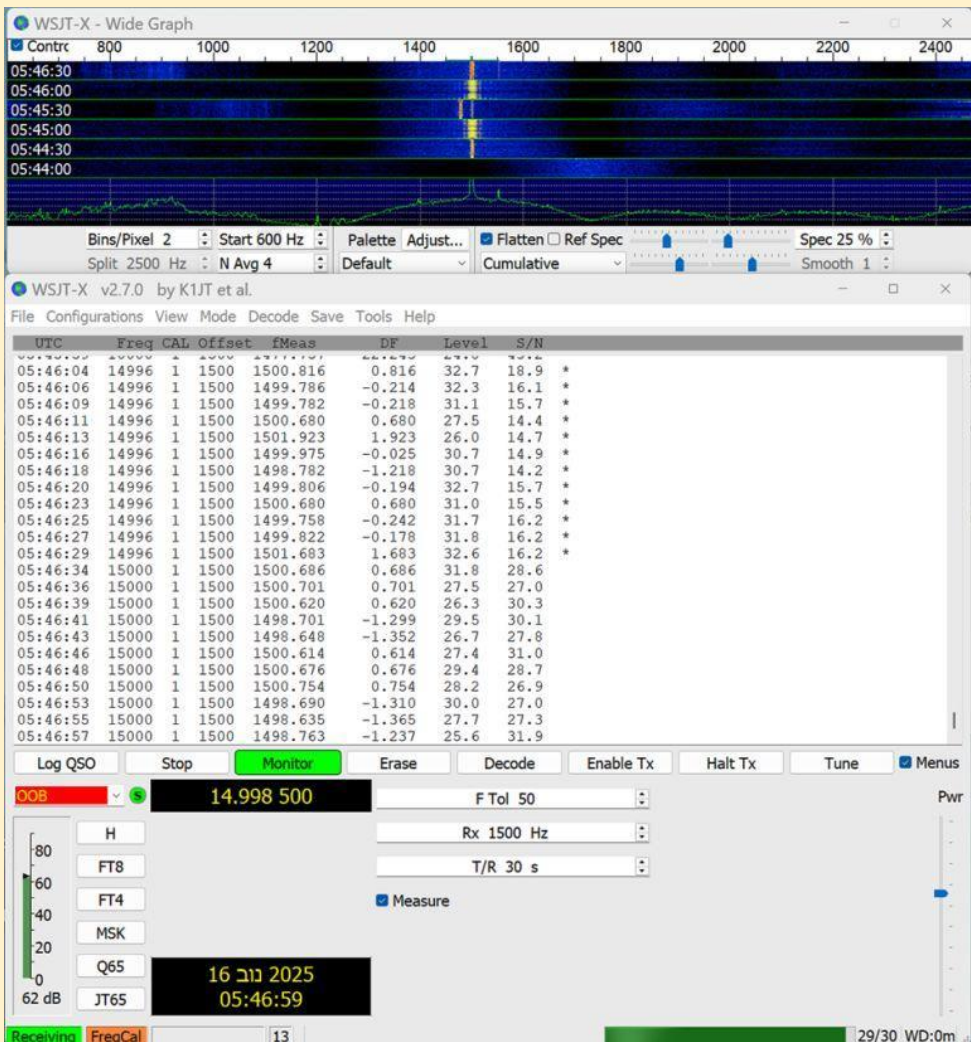 WSJT-X - Wide Graph
Contrc 800 1000 1200 1400 1600 1800 2000 2200 2400
05:46:30
05:46:00
05:45:30
05:45:00
05:44:30
05:44:00
Bins/Pixel 2 Start 600 Hz Palette Adjust... Flatten Ref Spec Spec 25 %
Split 2500 Hz N Avg 4 Default Cumulative Smooth 1
WSJT-X v2.7.0 by K1JT et al.
File Configurations View Mode Decode Save Tools Help
UTC Freq CAL Offset fMeas DF Level S/N
05:46:04 14996 1 1500 1500.816 0.816 32.7 18.9 *
05:46:06 14996 1 1500 1499.786 -0.214 32.3 16.1 *
05:46:09 14996 1 1500 1499.782 -0.218 31.1 15.7 *
05:46:11 14996 1 1500 1500.680 0.680 27.5 14.4 *
05:46:13 14996 1 1500 1501.923 1.923 26.0 14.7 *
05:46:16 14996 1 1500 1499.975 -0.025 30.7 14.9 *
05:46:18 14996 1 1500 1498.782 -1.218 30.7 14.2 *
05:46:20 14996 1 1500 1499.806 -0.194 32.7 15.7 *
05:46:23 14996 1 1500 1500.680 0.680 31.0 15.5 *
05:46:25 14996 1 1500 1499.758 -0.242 31.7 16.2 *
05:46:27 14996 1 1500 1499.822 -0.178 31.8 16.2 *
05:46:29 14996 1 1500 1501.683 1.683 32.6 16.2 *
05:46:34 15000 1 1500 1500.686 0.686 31.8 28.6
05:46:36 15000 1 1500 1500.701 0.701 27.5 27.0
05:46:39 15000 1 1500 1500.620 0.620 26.3 30.3
05:46:41 15000 1 1500 1498.701 -1.299 29.5 30.1
05:46:43 15000 1 1500 1498.648 -1.352 26.7 27.8
05:46:46 15000 1 1500 1500.614 0.614 27.4 31.0
05:46:48 15000 1 1500 1500.676 0.676 29.4 28.7
05:46:50 15000 1 1500 1500.754 0.754 28.2 26.9
05:46:53 15000 1 1500 1498.690 -1.310 30.0 27.0
05:46:55 15000 1 1500 1498.635 -1.365 27.7 27.3
05:46:57 15000 1 1500 1498.763 -1.237 25.6 31.9
Log QSO Stop Monitor Erase Decode Enable Tx Halt Tx Tune Menus
OOB S 14.998 500 F Tol 50 Pwr
H Rx 1500 Hz
80
FT8 T/R 30 s
60
FT4 Measure
40
MSK
20
Q65 16 נוב 2025
0
62 dB JT65 05:46:59
Receiving FreqCal 13 29/30 WD:0m